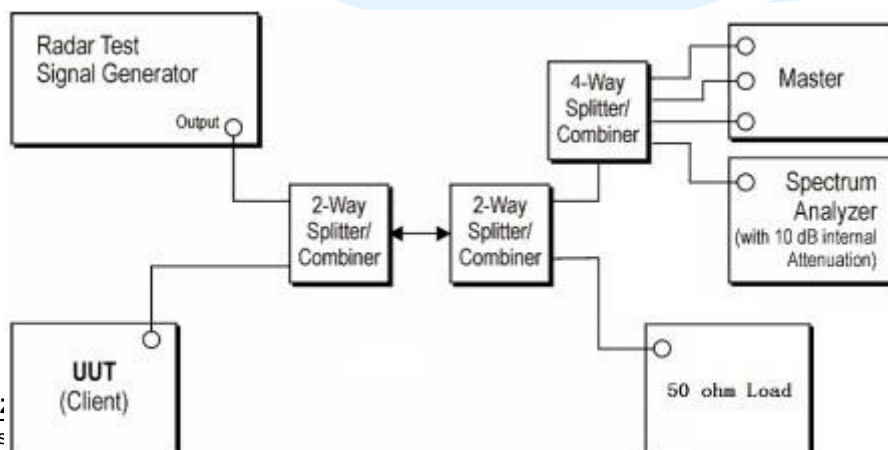 Radar Test
Signal Generator
Output
4-Way
Splitter/
Combiner
Master
Spectrum
Analyzer
(with 10 dB internal
Attenuation)
2-Way
Splitter/
Combiner
2-Way
Splitter/
Combiner
UUT
(Client)
50 ohm Load